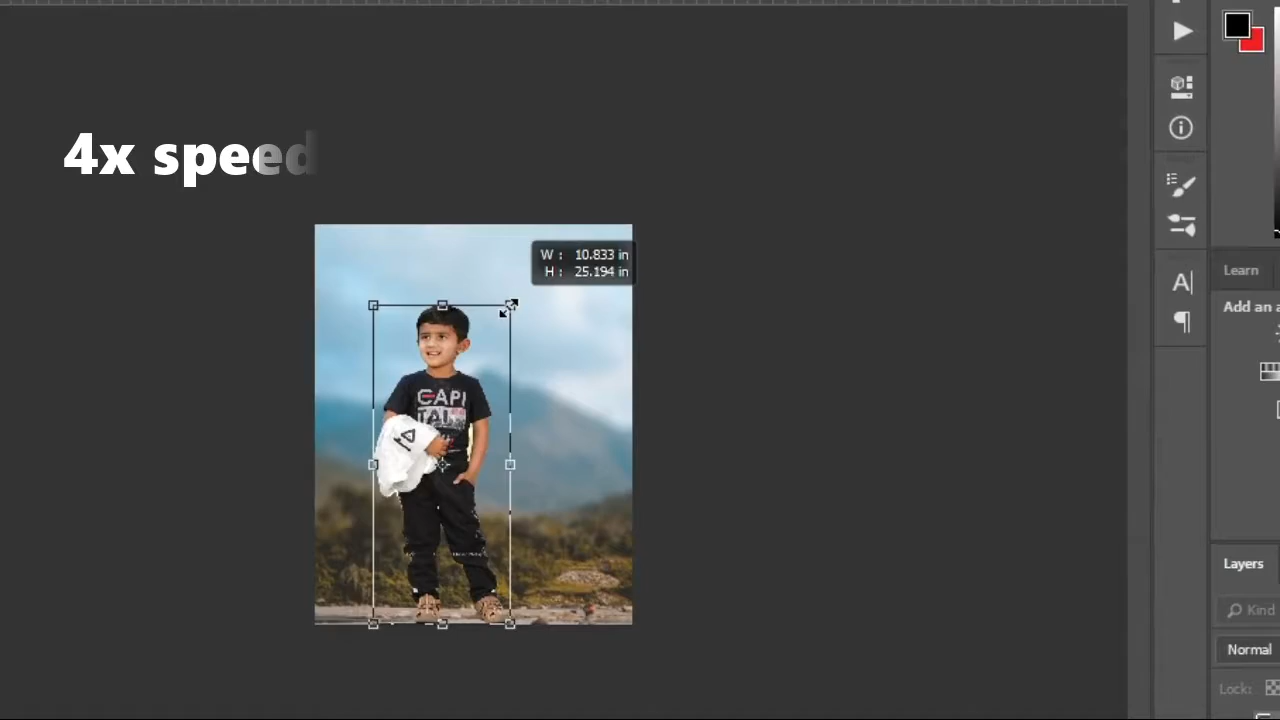 4x speed
W : 10.833 in
H : 25.194 in
CAPI
TAL
Learn
Add an a
Layers
Kind
Normal
Lock: